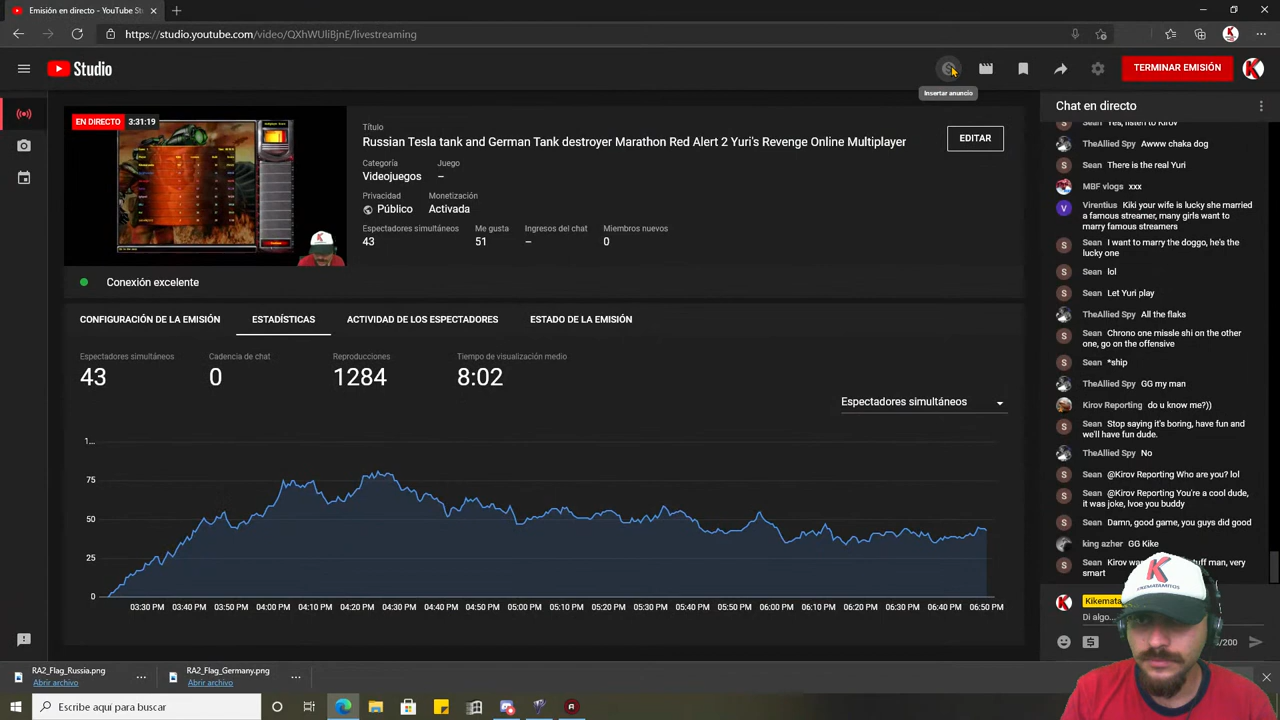 Emisión en directo - YouTube St
https://studio.youtube.com/video/QXhWUliBjnE/livestreaming
Studio
TERMINAR EMISIÓN
Insertar anuncio
EN DIRECTO 3:31:19
Título
Russian Tesla tank and German Tank destroyer Marathon Red Alert 2 Yuri's Revenge Online Multiplayer
EDITAR
Categoría Juego
Videojuegos –
Privacidad Monetización
Público Activada
Espectadores simultáneos Me gusta Ingresos del chat Miembros nuevos
43 51 – 0
Conexión excelente
CONFIGURACIÓN DE LA EMISIÓN ESTADÍSTICAS ACTIVIDAD DE LOS ESPECTADORES ESTADO DE LA EMISIÓN
Espectadores simultáneos Cadencia de chat Reproducciones Tiempo de visualización medio
43 0 1284 8:02
Espectadores simultáneos
1...
75
50
25
0
03:30 PM 03:40 PM 03:50 PM 04:00 PM 04:10 PM 04:20 PM 04:30 PM 04:40 PM 04:50 PM 05:00 PM 05:10 PM 05:20 PM 05:30 PM 05:40 PM 05:50 PM 06:00 PM 06:10 PM 06:20 PM 06:30 PM 06:40 PM 06:50 PM
Chat en directo
Sean Yes, listen to Kirov
TheAllied Spy Awww chaka dog
Sean There is the real Yuri
MBF vlogs xxx
Virentius Kiki your wife is lucky she married
a famous streamer, many girls want to
marry famous streamers
Sean I want to marry the doggo, he's the
lucky one
Sean lol
Sean Let Yuri play
TheAllied Spy All the flaks
Sean Chrono one missle shi on the other
one, go on the offensive
Sean *ship
TheAllied Spy GG my man
Kirov Reporting do u know me?))
Sean Stop saying it's boring, have fun and
we'll have fun dude.
TheAllied Spy No
Sean @Kirov Reporting Who are you? lol
Sean @Kirov Reporting You're a cool dude,
it was joke, lvoe you buddy
Sean Damn, good game, you guys did good
king azher GG Kike
Sean Kirov man, very
smart
Kikemata
Di algo...
/200
RA2_Flag_Russia.png
Abrir archivo
RA2_Flag_Germany.png
Abrir archivo
Escribe aquí para buscar